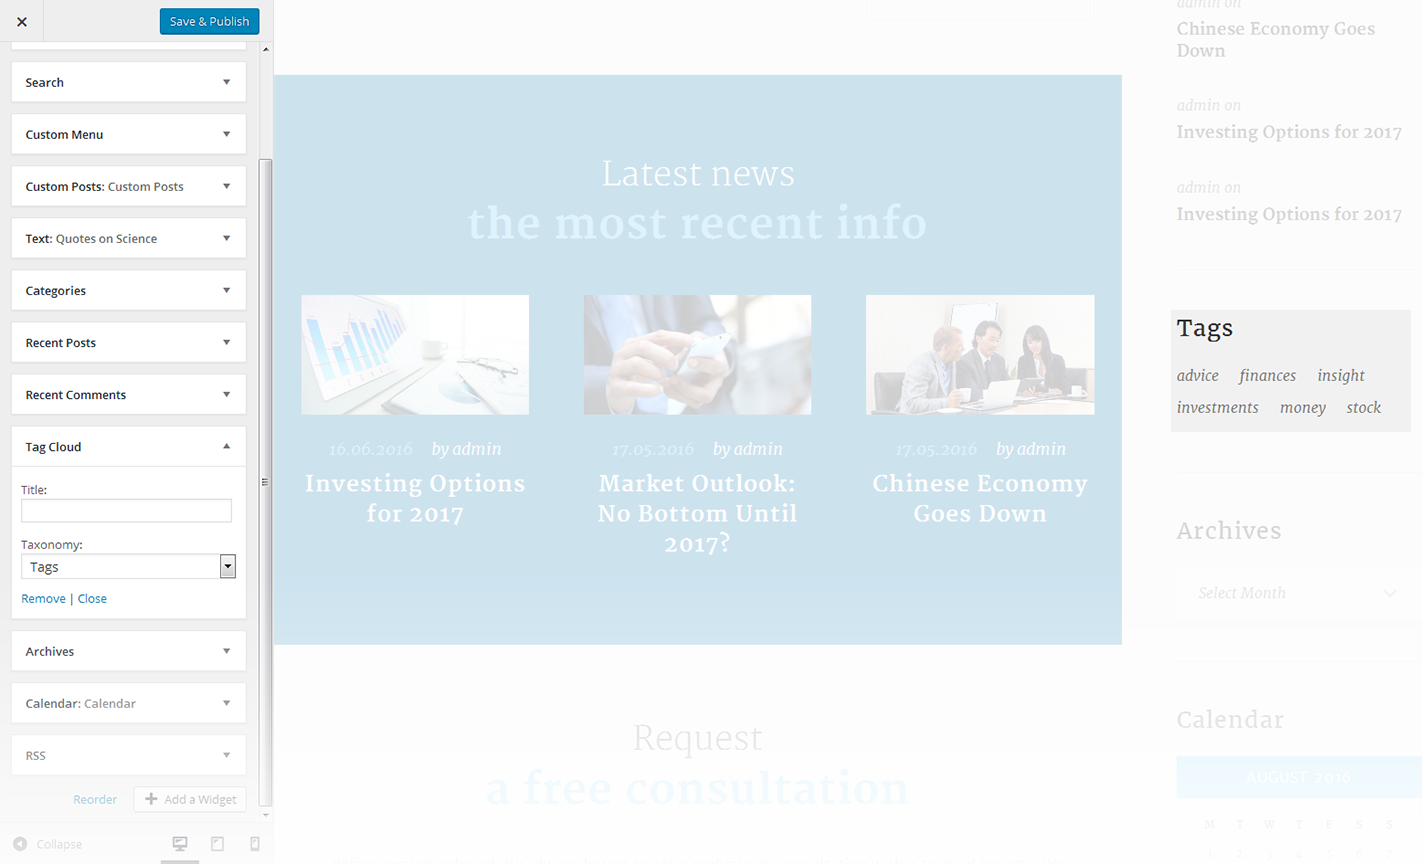 Save & Publish
Search
Custom Menu
Custom Posts: Custom Posts
Text: Quotes on Science
Categories
Recent Posts
Recent Comments
Tag Cloud
Title:
Taxonomy:
Tags
Remove | Close
Archives
Calendar: Calendar
RSS
Reorder
Add a Widget
Collapse
Latest news
the most recent info
16.06.2016 by admin
Investing Options
for 2017
17.05.2016 by admin
Market Outlook:
No Bottom Until
2017?
17.05.2016 by admin
Chinese Economy
Goes Down
Request
a free consultation
admin on
Chinese Economy Goes
Down
admin on
Investing Options for 2017
admin on
Investing Options for 2017
Tags
advice finances insight
investments money stock
Archives
Select Month
Calendar
AUGUST 2016
M T W T F S S